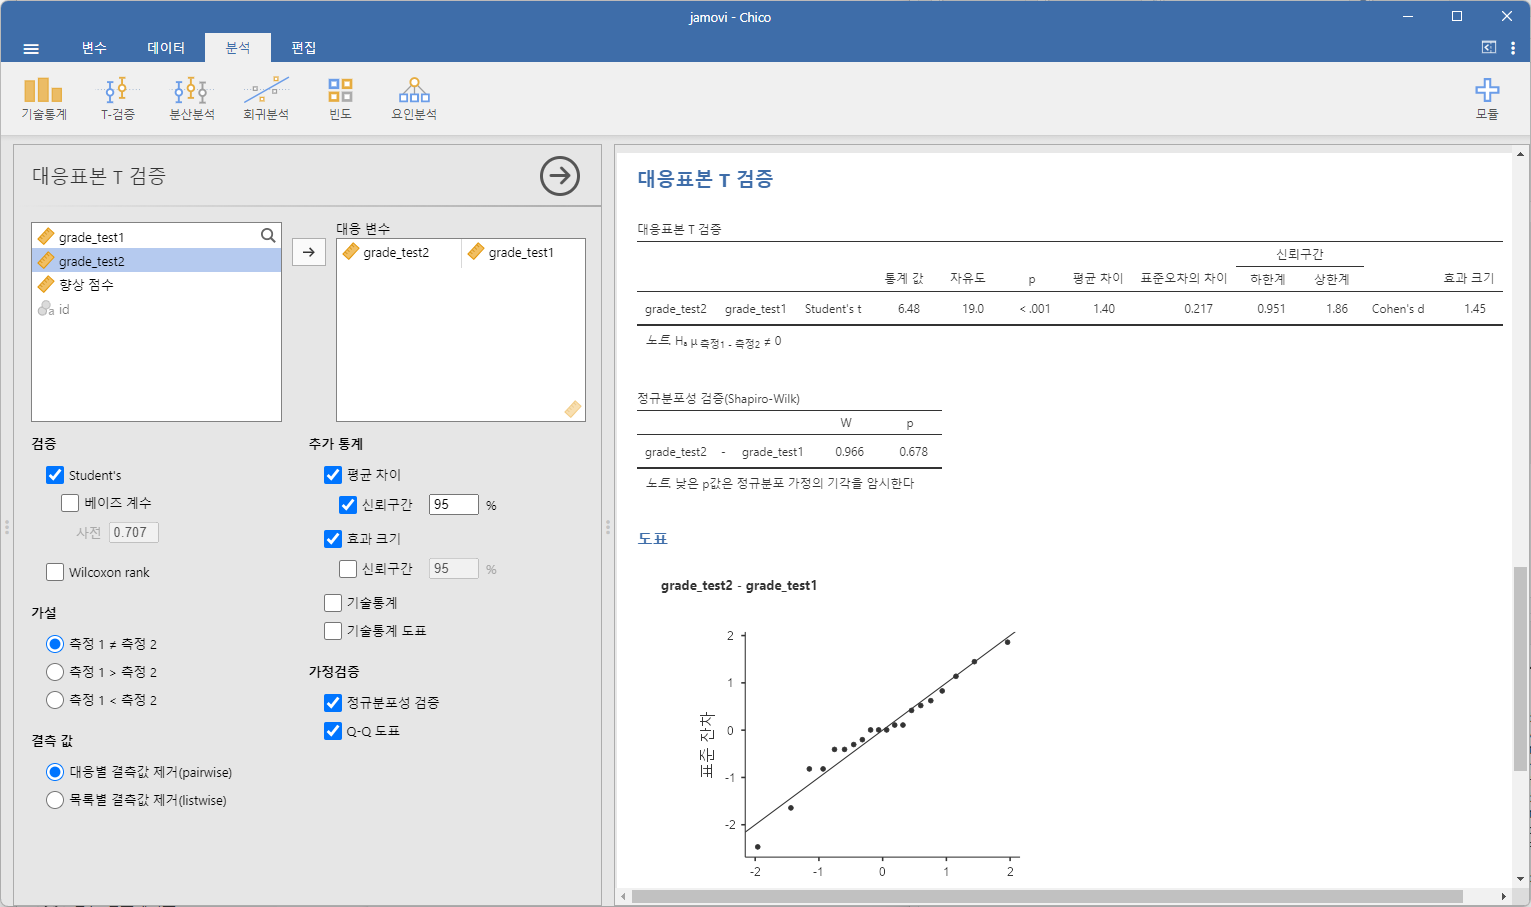 jamovi - Chico
변수 데이터 분석 편집
기술통계 T-검증 분산분석 회귀분석 빈도 요인분석 모듈
대응표본 T 검증
grade_test1
grade_test2
향상 점수
id
대응 변수
grade_test2 grade_test1
검증
Student's
베이즈 계수
사전 0.707
Wilcoxon rank
가설
측정 1 ≠ 측정 2
측정 1 > 측정 2
측정 1 < 측정 2
결측 값
대응별 결측값 제거(pairwise)
목록별 결측값 제거(listwise)
추가 통계
평균 차이
신뢰구간 95 %
효과 크기
신뢰구간 95 %
기술통계
기술통계 도표
가정검증
정규분포성 검증
Q-Q 도표
대응표본 T 검증
대응표본 T 검증
신뢰구간
통계 값 자유도 p 평균 차이 표준오차의 차이 하한계 상한계 효과 크기
grade_test2 grade_test1 Student's t 6.48 19.0 < .001 1.40 0.217 0.951 1.86 Cohen's d 1.45
노트. Hₐ μ 측정1 - 측정2 ≠ 0
정규분포성 검증(Shapiro-Wilk)
W p
grade_test2 - grade_test1 0.966 0.678
노트. 낮은 p값은 정규분포 가정의 기각을 암시한다
도표
grade_test2 - grade_test1
표준 잔차
2
1
0
-1
-2
-2 -1 0 1 2